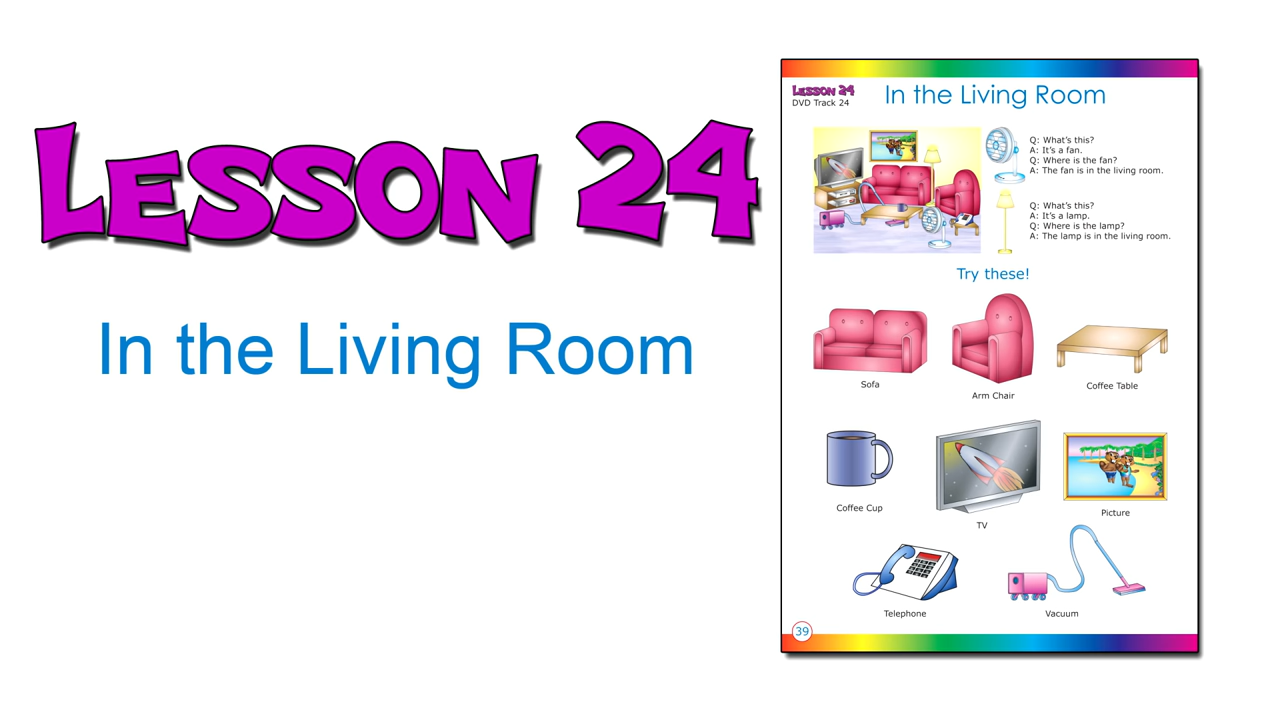 LESSON 24
In the Living Room
LESSON 24
DVD Track 24
In the Living Room
Q: What's this?
A: It's a fan.
Q: Where is the fan?
A: The fan is in the living room.
Q: What's this?
A: It's a lamp.
Q: Where is the lamp?
A: The lamp is in the living room.
Try these!
Sofa
Arm Chair
Coffee Table
Coffee Cup
TV
Picture
Telephone
Vacuum
39